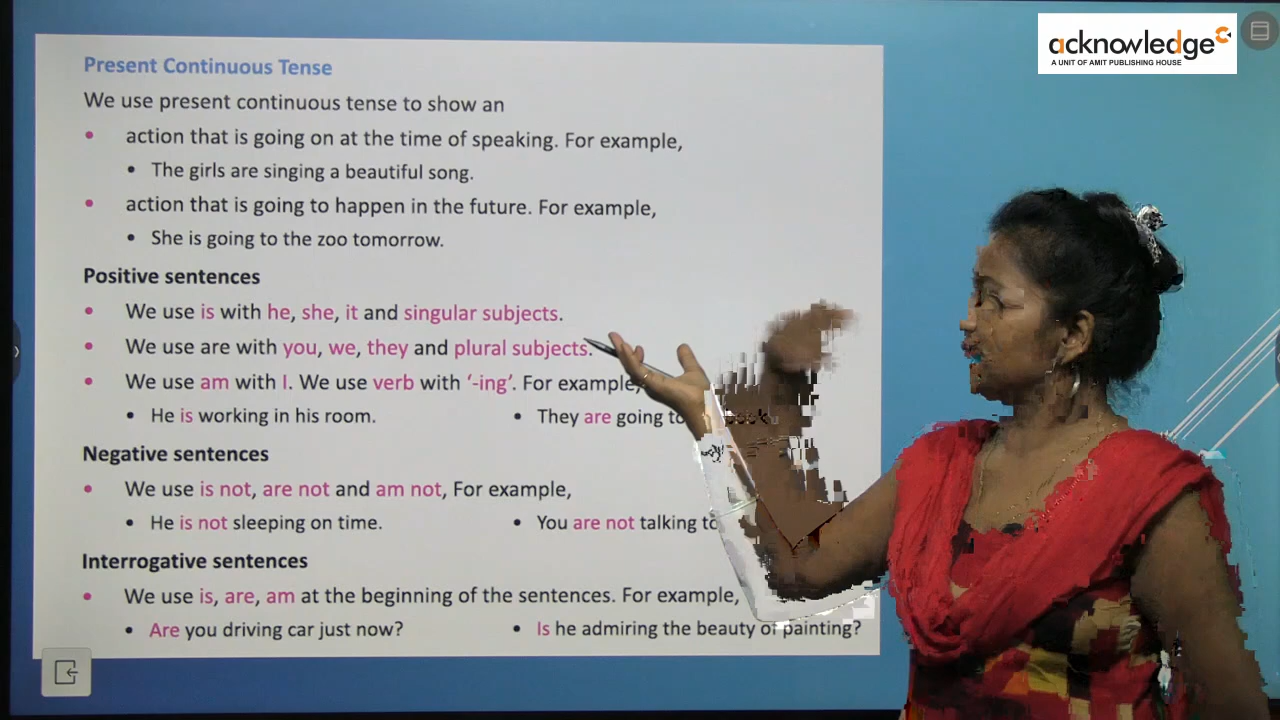 acknowledge
A UNIT OF AMIT PUBLISHING HOUSE
Present Continuous Tense
We use present continuous tense to show an
• action that is going on at the time of speaking. For example,
• The girls are singing a beautiful song.
• action that is going to happen in the future. For example,
• She is going to the zoo tomorrow.
Positive sentences
• We use is with he, she, it and singular subjects.
• We use are with you, we, they and plural subjects.
• We use am with I. We use verb with ‘-ing’. For example,
• He is working in his room. • They are going to
Negative sentences
• We use is not, are not and am not, For example,
• He is not sleeping on time. • You are not talking to
Interrogative sentences
• We use is, are, am at the beginning of the sentences. For example,
• Are you driving car just now? • Is he admiring the beauty of painting?